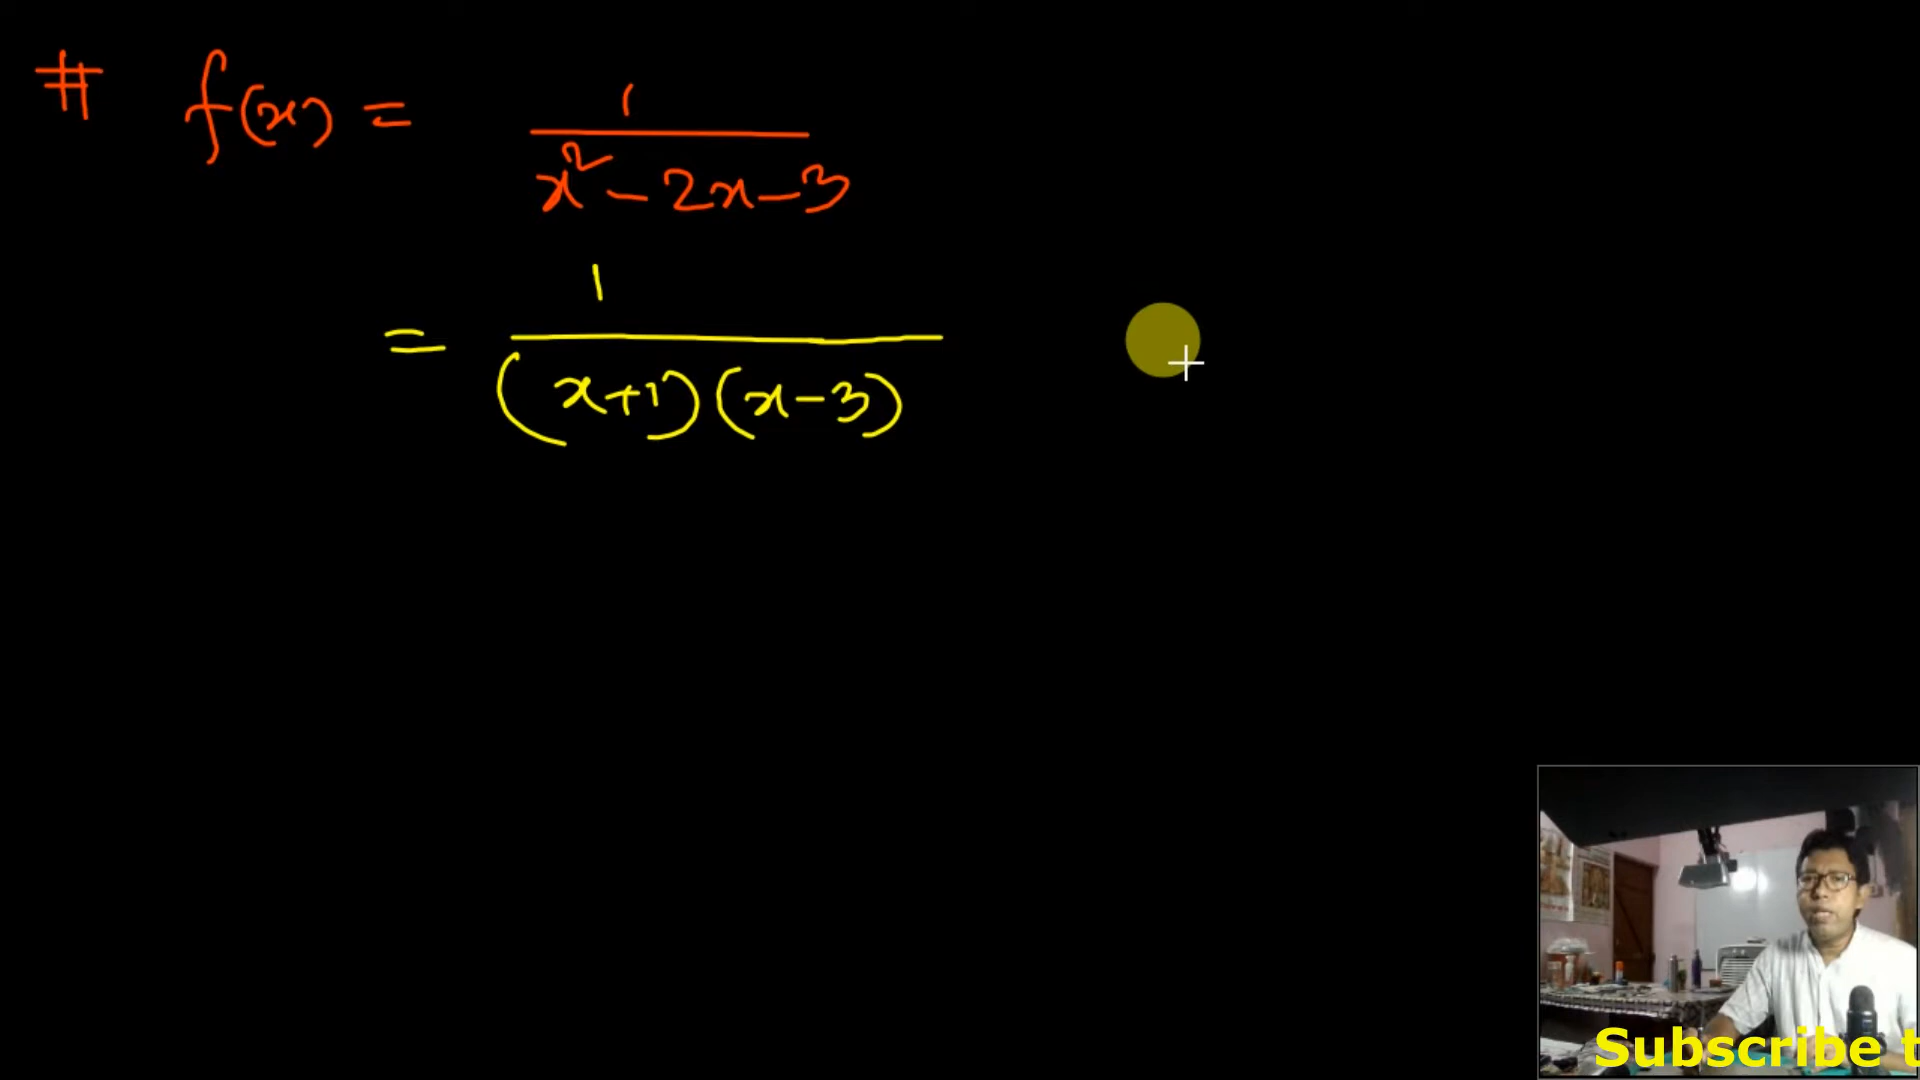 # f(x) = 1 / x² - 2x - 3
= 1 / (x+1)(x-3)
Subscribe t